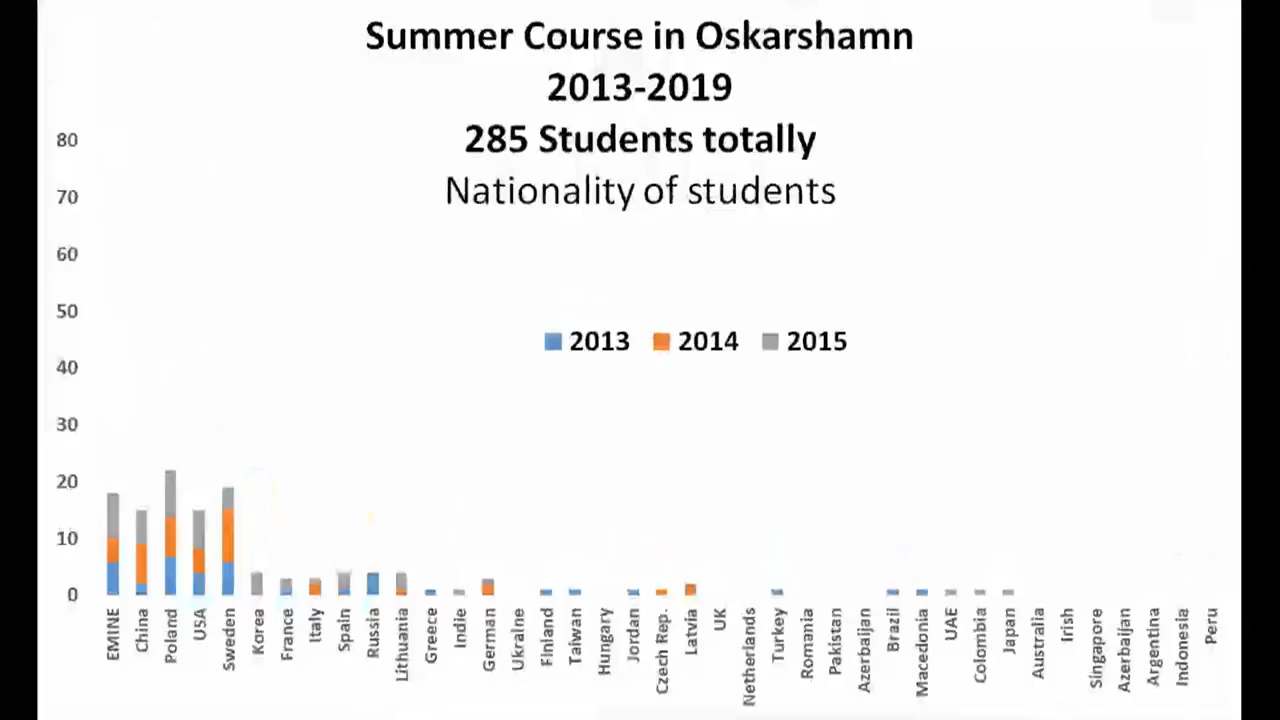 Summer Course in Oskarshamn
2013-2019
285 Students totally
Nationality of students
80
70
60
50
40
30
20
10
0
2013 2014 2015
EMINE
China
Poland
USA
Sweden
Korea
France
Italy
Spain
Russia
Lithuania
Greece
Indie
German
Ukraine
Finland
Taiwan
Hungary
Jordan
Czech Rep.
Latvia
UK
Netherlands
Turkey
Romania
Pakistan
Azerbaijan
Brazil
Macedonia
UAE
Colombia
Japan
Australia
Irish
Singapore
Azerbaijan
Argentina
Indonesia
Peru